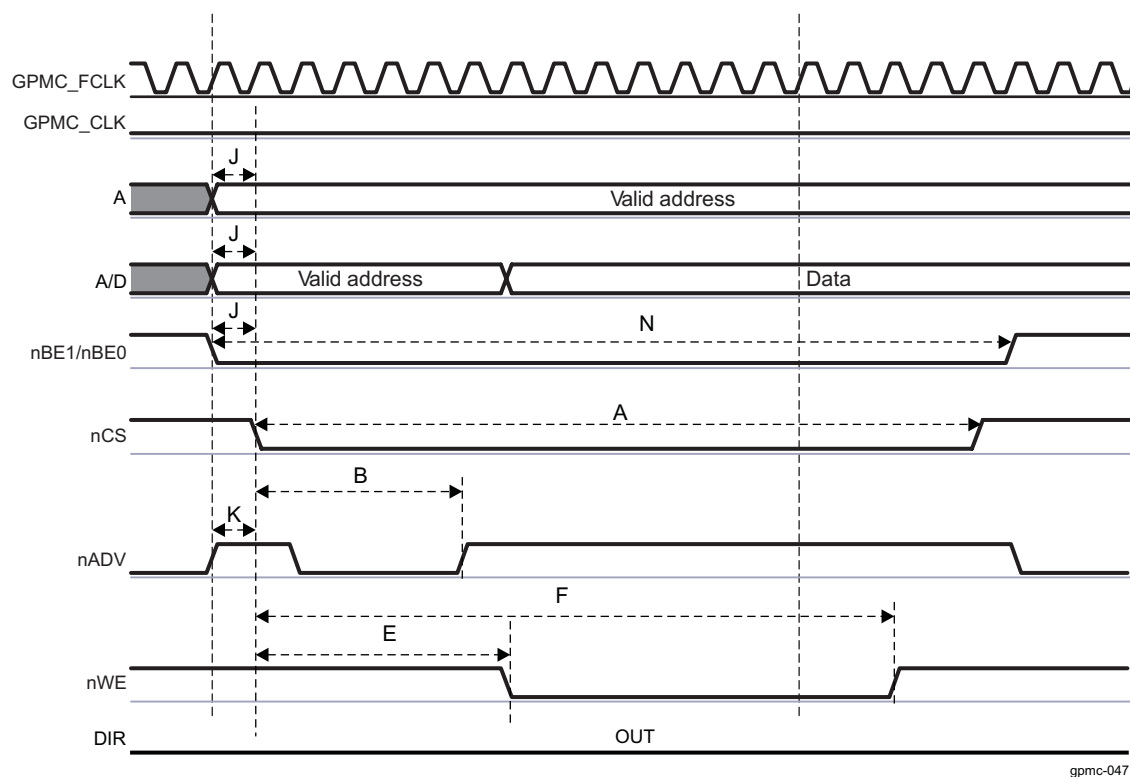 GPMC_FCLK
GPMC_CLK
J
A
Valid address
J
A/D
Valid address
Data
J
N
nBE1/nBE0
A
nCS
B
K
nADV
F
E
nWE
DIR
OUT
gpmc-047